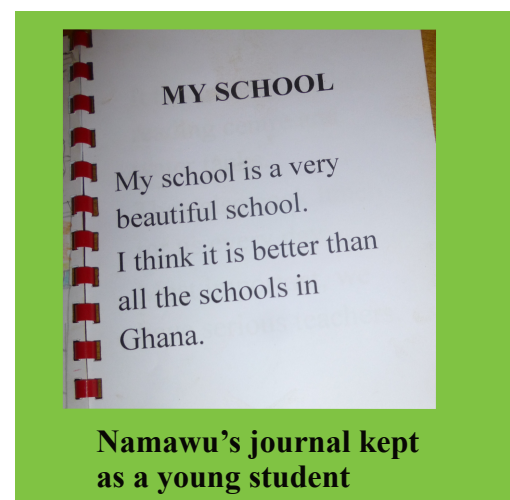 MY SCHOOL
My school is a very
beautiful school.
I think it is better than
all the schools in
Ghana.
Namawu’s journal kept
as a young student